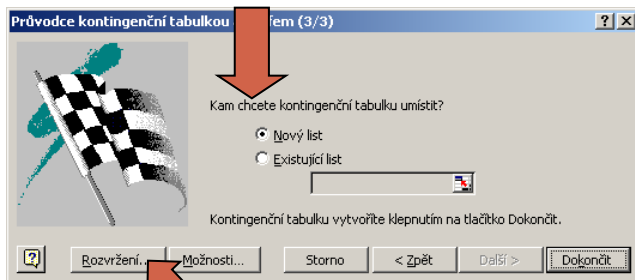 Průvodce kontingenční tabulkou fem (3/3)
Kam chcete kontingenční tabulku umístit?
Nový list
Existující list
Kontingenční tabulku vytvoříte klepnutím na tlačítko Dokončit.
Rozvržení.. Možnosti... Storno < Zpět Další > Dokončit